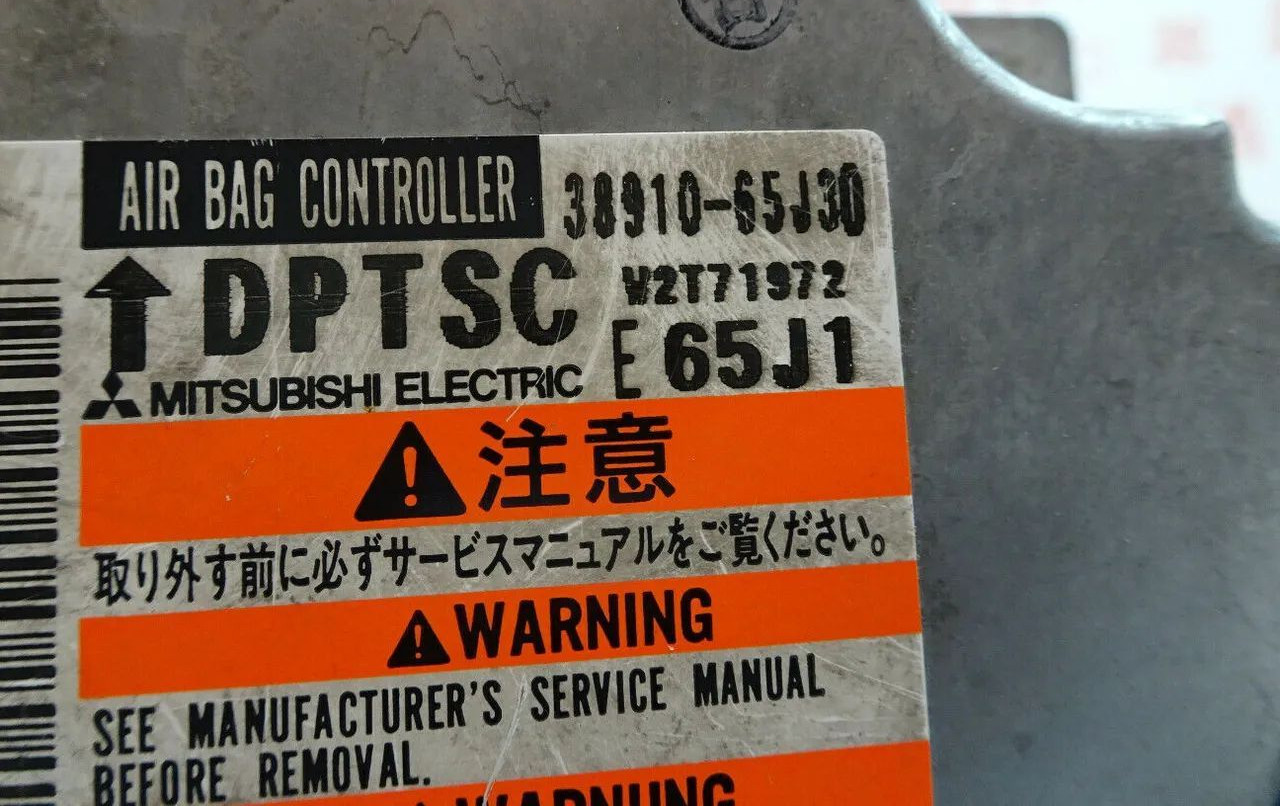 AIR BAG CONTROLLER 38910-65J30
DPTSC W2T71972
MITSUBISHI ELECTRIC E 65J1
注意
取り外す前に必ずサービスマニュアルをご覧ください。
WARNING
SEE MANUFACTURER'S SERVICE MANUAL
BEFORE REMOVAL.
WARNUNG